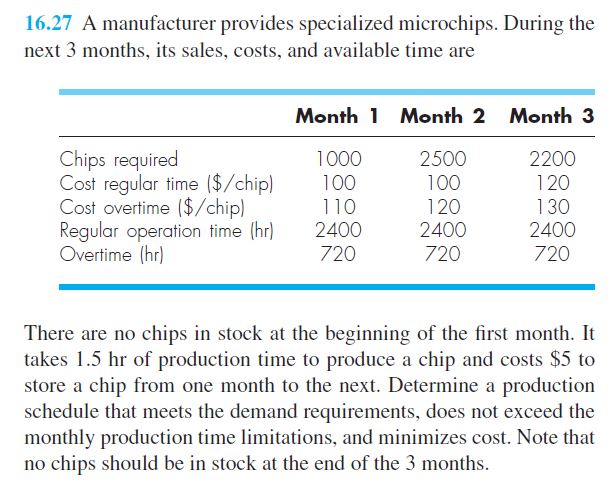 16.27 A manufacturer provides specialized microchips. During the
next 3 months, its sales, costs, and available time are
Month 1 Month 2 Month 3
Chips required 1000 2500 2200
Cost regular time ($/chip) 100 100 120
Cost overtime ($/chip) 110 120 130
Regular operation time (hr) 2400 2400 2400
Overtime (hr) 720 720 720
There are no chips in stock at the beginning of the first month. It
takes 1.5 hr of production time to produce a chip and costs $5 to
store a chip from one month to the next. Determine a production
schedule that meets the demand requirements, does not exceed the
monthly production time limitations, and minimizes cost. Note that
no chips should be in stock at the end of the 3 months.